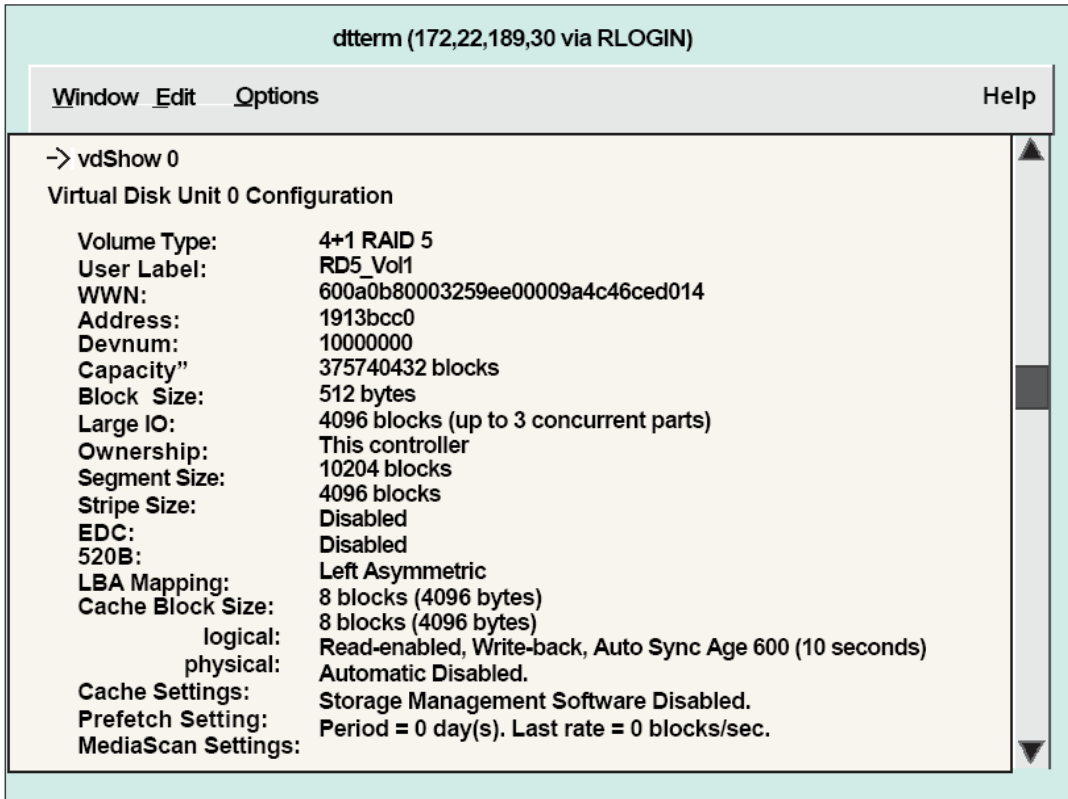 dtterm (172,22,189,30 via RLOGIN)
Window Edit Options Help
-> vdShow 0
Virtual Disk Unit 0 Configuration
Volume Type: 4+1 RAID 5
User Label: RD5_Vol1
WWN: 600a0b80003259ee00009a4c46ced014
Address: 1913bcc0
Devnum: 10000000
Capacity” 375740432 blocks
Block Size: 512 bytes
Large IO: 4096 blocks (up to 3 concurrent parts)
Ownership: This controller
Segment Size: 10204 blocks
Stripe Size: 4096 blocks
EDC: Disabled
520B: Disabled
LBA Mapping: Left Asymmetric
Cache Block Size: 8 blocks (4096 bytes)
logical: 8 blocks (4096 bytes)
physical: Read-enabled, Write-back, Auto Sync Age 600 (10 seconds)
Cache Settings: Automatic Disabled.
Prefetch Setting: Storage Management Software Disabled.
MediaScan Settings: Period = 0 day(s). Last rate = 0 blocks/sec.